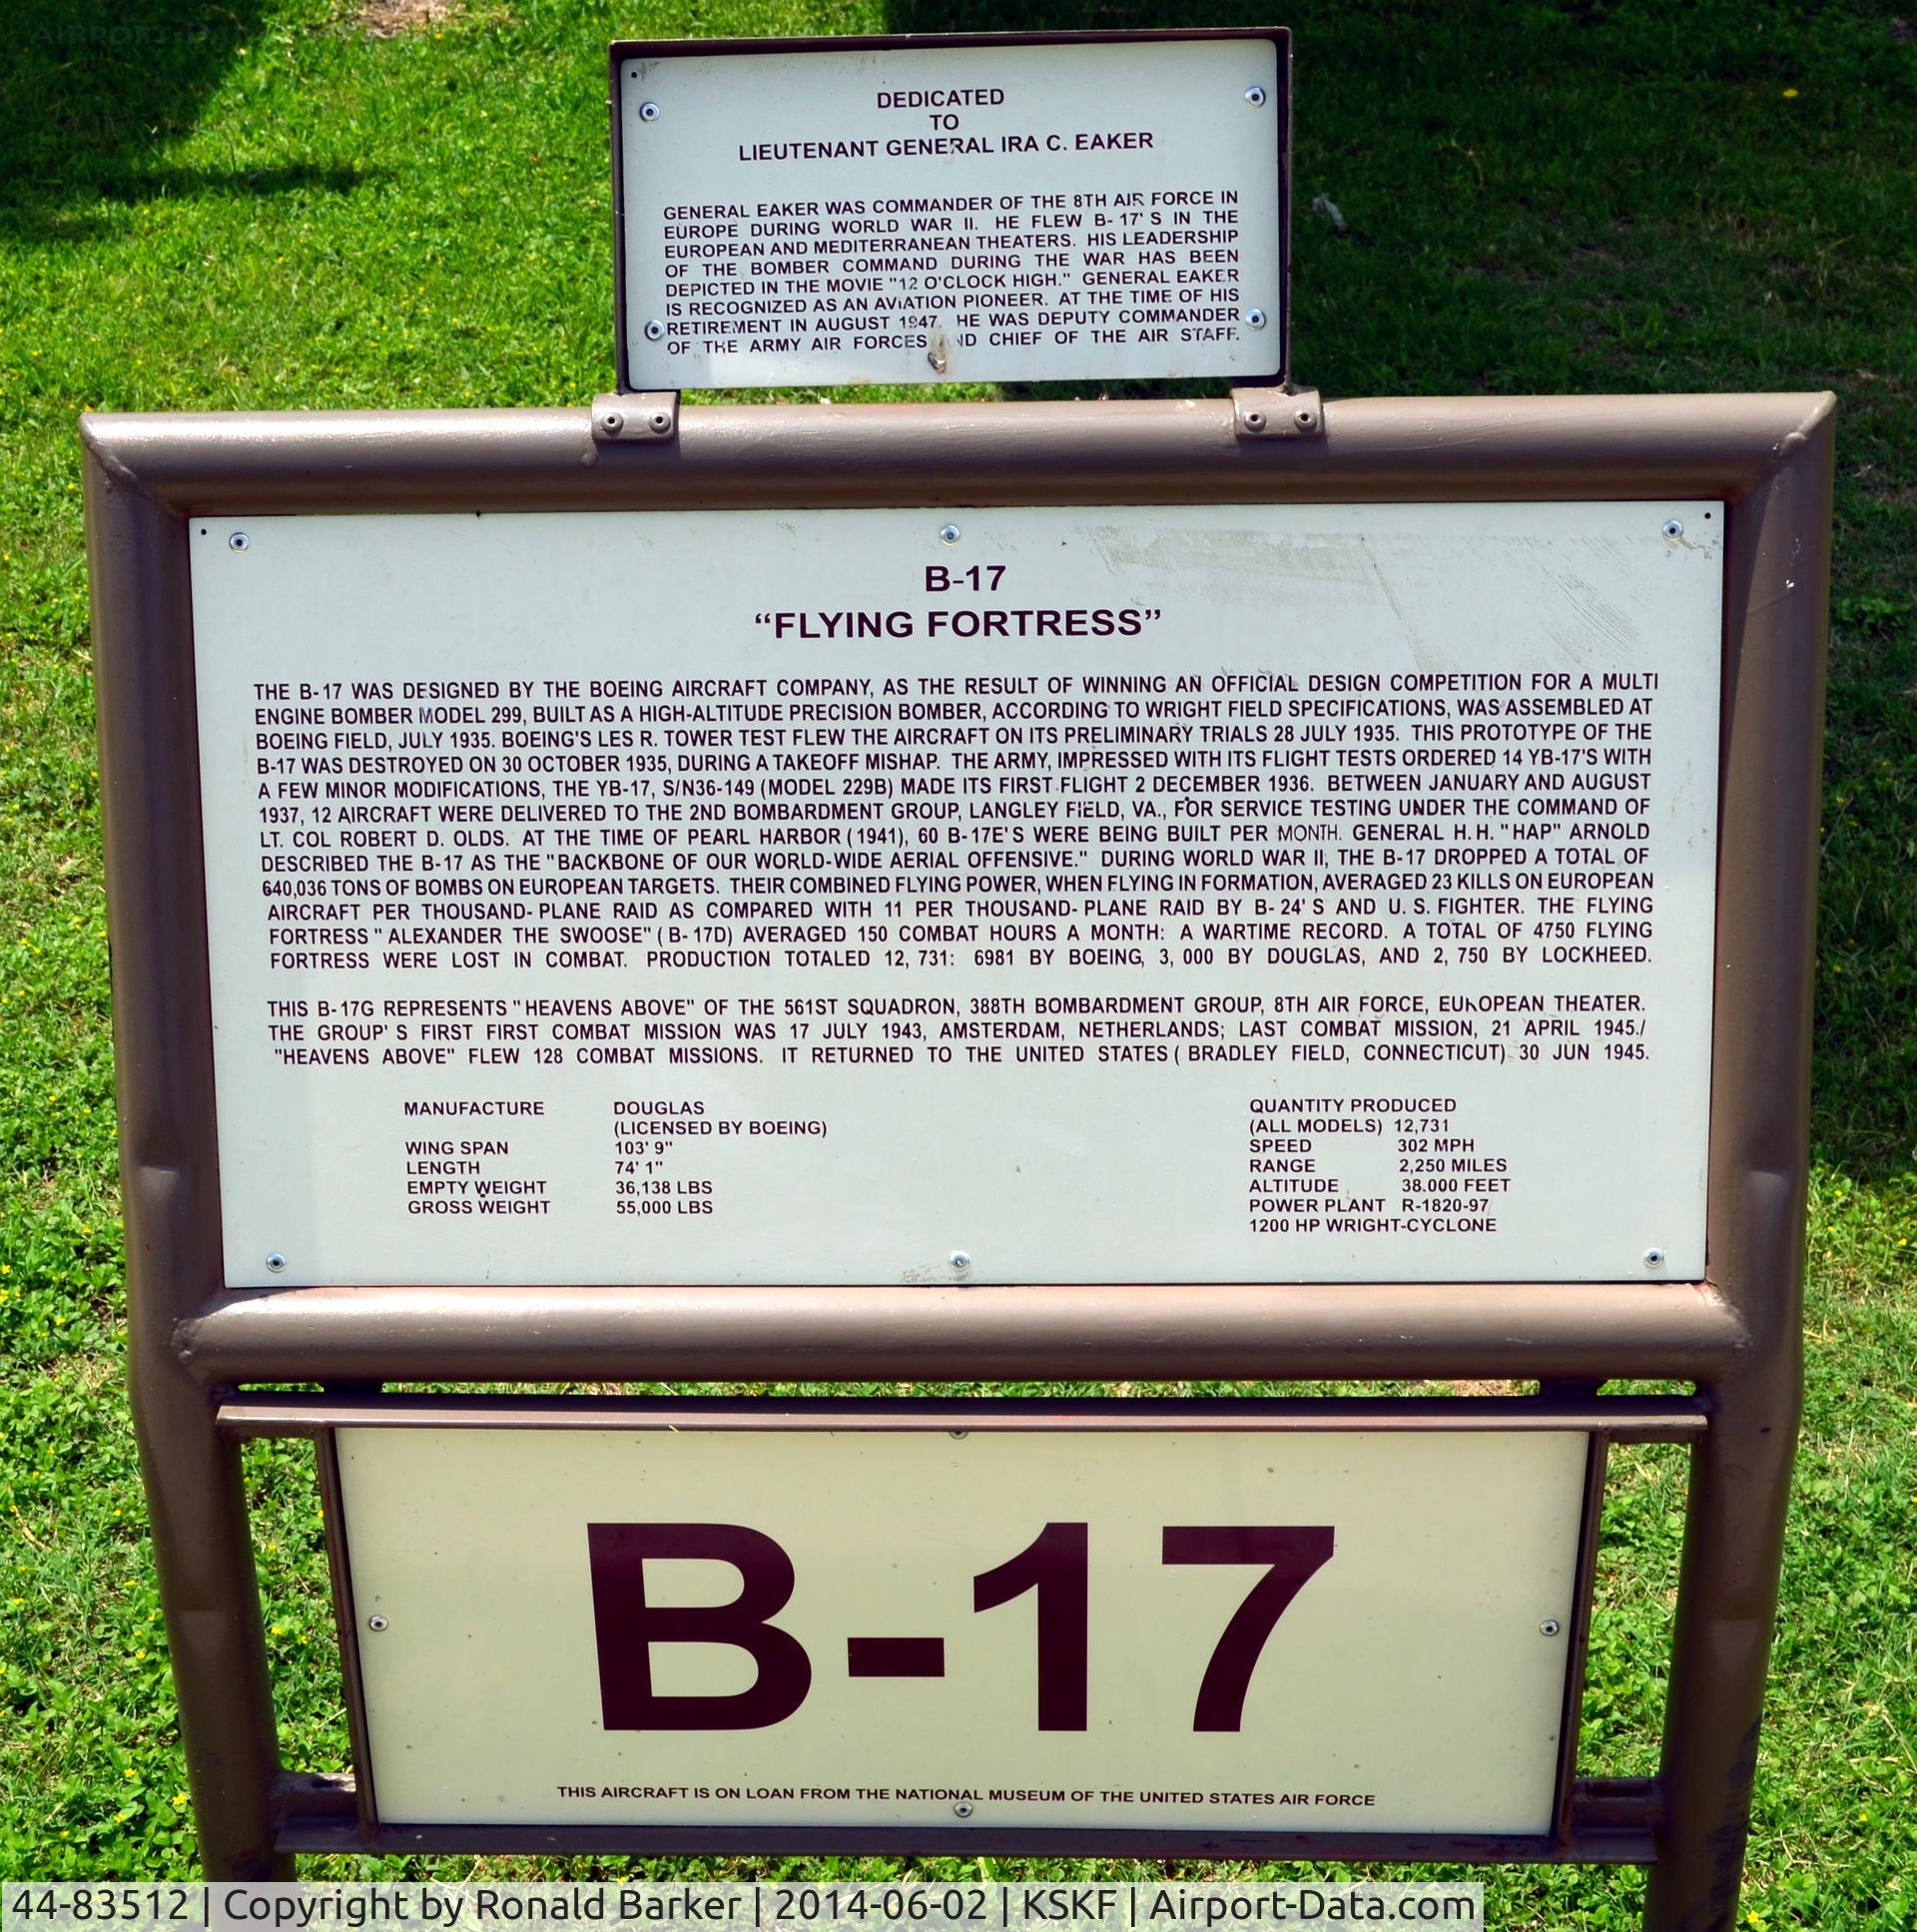 DEDICATED
TO
LIEUTENANT GENERAL IRA C. EAKER
GENERAL EAKER WAS COMMANDER OF THE 8TH AIR FORCE IN
EUROPE DURING WORLD WAR II. HE FLEW B-17'S IN THE
EUROPEAN AND MEDITERRANEAN THEATERS. HIS LEADERSHIP
OF THE BOMBER COMMAND DURING THE WAR HAS BEEN
DEPICTED IN THE MOVIE "12 O'CLOCK HIGH." GENERAL EAKER
IS RECOGNIZED AS AN AVIATION PIONEER. AT THE TIME OF HIS
RETIREMENT IN AUGUST 1947, HE WAS DEPUTY COMMANDER
OF THE ARMY AIR FORCES AND CHIEF OF THE AIR STAFF.
B-17
“FLYING FORTRESS”
THE B-17 WAS DESIGNED BY THE BOEING AIRCRAFT COMPANY, AS THE RESULT OF WINNING AN OFFICIAL DESIGN COMPETITION FOR A MULTI
ENGINE BOMBER MODEL 299, BUILT AS A HIGH-ALTITUDE PRECISION BOMBER, ACCORDING TO WRIGHT FIELD SPECIFICATIONS, WAS ASSEMBLED AT
BOEING FIELD, JULY 1935. BOEING'S LES R. TOWER TEST FLEW THE AIRCRAFT ON ITS PRELIMINARY TRIALS 28 JULY 1935. THIS PROTOTYPE OF THE
B-17 WAS DESTROYED ON 30 OCTOBER 1935, DURING A TAKEOFF MISHAP. THE ARMY, IMPRESSED WITH ITS FLIGHT TESTS ORDERED 14 YB-17'S WITH
A FEW MINOR MODIFICATIONS, THE YB-17, S/N36-149 (MODEL 229B) MADE ITS FIRST FLIGHT 2 DECEMBER 1936. BETWEEN JANUARY AND AUGUST
1937, 12 AIRCRAFT WERE DELIVERED TO THE 2ND BOMBARDMENT GROUP, LANGLEY FIELD, VA., FOR SERVICE TESTING UNDER THE COMMAND OF
LT. COL ROBERT D. OLDS. AT THE TIME OF PEARL HARBOR (1941), 60 B-17E'S WERE BEING BUILT PER MONTH. GENERAL H.H. "HAP" ARNOLD
DESCRIBED THE B-17 AS THE "BACKBONE OF OUR WORLD-WIDE AERIAL OFFENSIVE." DURING WORLD WAR II, THE B-17 DROPPED A TOTAL OF
640,036 TONS OF BOMBS ON EUROPEAN TARGETS. THEIR COMBINED FLYING POWER, WHEN FLYING IN FORMATION, AVERAGED 23 KILLS ON EUROPEAN
AIRCRAFT PER THOUSAND-PLANE RAID AS COMPARED WITH 11 PER THOUSAND-PLANE RAID BY B-24'S AND U.S. FIGHTER. THE FLYING
FORTRESS "ALEXANDER THE SWOOSE" (B-17D) AVERAGED 150 COMBAT HOURS A MONTH: A WARTIME RECORD. A TOTAL OF 4750 FLYING
FORTRESS WERE LOST IN COMBAT. PRODUCTION TOTALED 12,731: 6981 BY BOEING, 3,000 BY DOUGLAS, AND 2,750 BY LOCKHEED.
THIS B-17G REPRESENTS "HEAVENS ABOVE" OF THE 561ST SQUADRON, 388TH BOMBARDMENT GROUP, 8TH AIR FORCE, EUROPEAN THEATER.
THE GROUP'S FIRST FIRST COMBAT MISSION WAS 17 JULY 1943, AMSTERDAM, NETHERLANDS; LAST COMBAT MISSION, 21 APRIL 1945./
"HEAVENS ABOVE" FLEW 128 COMBAT MISSIONS. IT RETURNED TO THE UNITED STATES (BRADLEY FIELD, CONNECTICUT) 30 JUN 1945.
MANUFACTURE DOUGLAS
(LICENSED BY BOEING)
WING SPAN 103' 9"
LENGTH 74' 1"
EMPTY WEIGHT 36,138 LBS
GROSS WEIGHT 55,000 LBS
QUANTITY PRODUCED
(ALL MODELS) 12,731
SPEED 302 MPH
RANGE 2,250 MILES
ALTITUDE 38.000 FEET
POWER PLANT R-1820-97
1200 HP WRIGHT-CYCLONE
B-17
THIS AIRCRAFT IS ON LOAN FROM THE NATIONAL MUSEUM OF THE UNITED STATES AIR FORCE
44-83512 | Copyright by Ronald Barker | 2014-06-02 | KSKF | Airport-Data.com